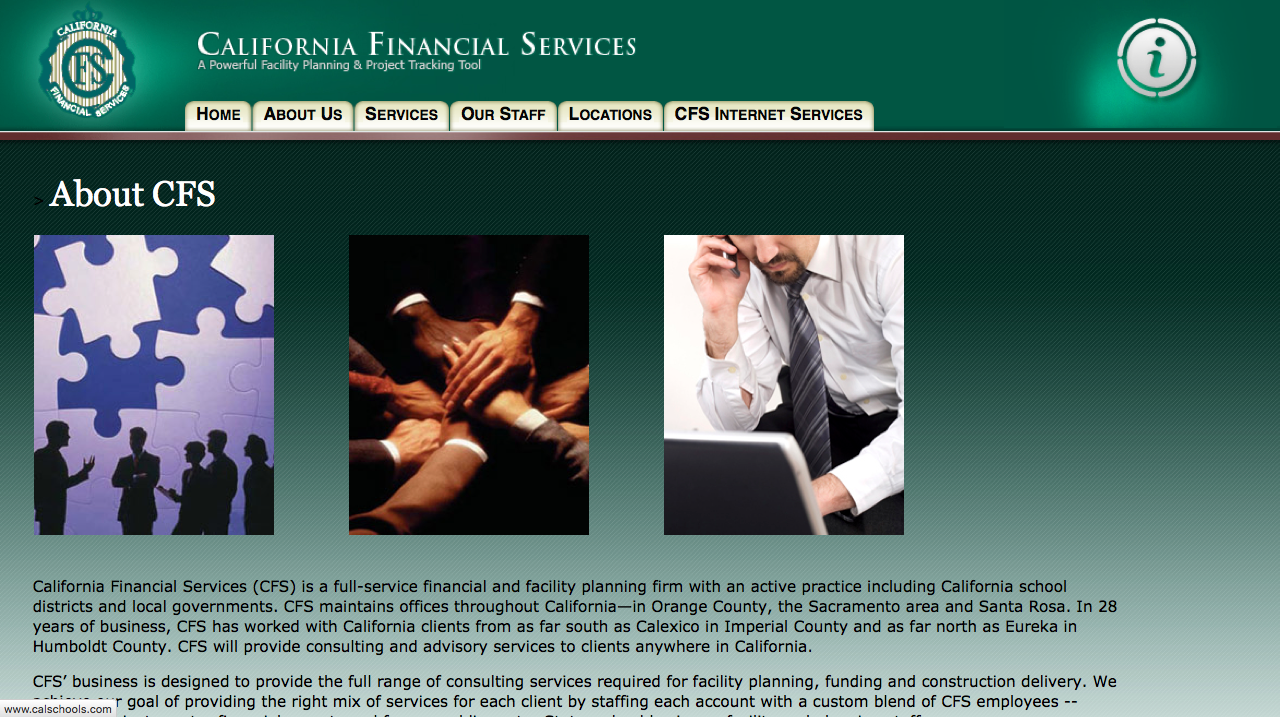 CALIFORNIA
CFS
FINANCIAL SERVICES
CALIFORNIA FINANCIAL SERVICES
A Powerful Facility Planning & Project Tracking Tool
i
HOME ABOUT US SERVICES OUR STAFF LOCATIONS CFS INTERNET SERVICES
> About CFS
California Financial Services (CFS) is a full-service financial and facility planning firm with an active practice including California school
districts and local governments. CFS maintains offices throughout California—in Orange County, the Sacramento area and Santa Rosa. In 28
years of business, CFS has worked with California clients from as far south as Calexico in Imperial County and as far north as Eureka in
Humboldt County. CFS will provide consulting and advisory services to clients anywhere in California.
CFS’ business is designed to provide the full range of consulting services required for facility planning, funding and construction delivery. We
goal of providing the right mix of services for each client by staffing each account with a custom blend of CFS employees --
www.calschools.com